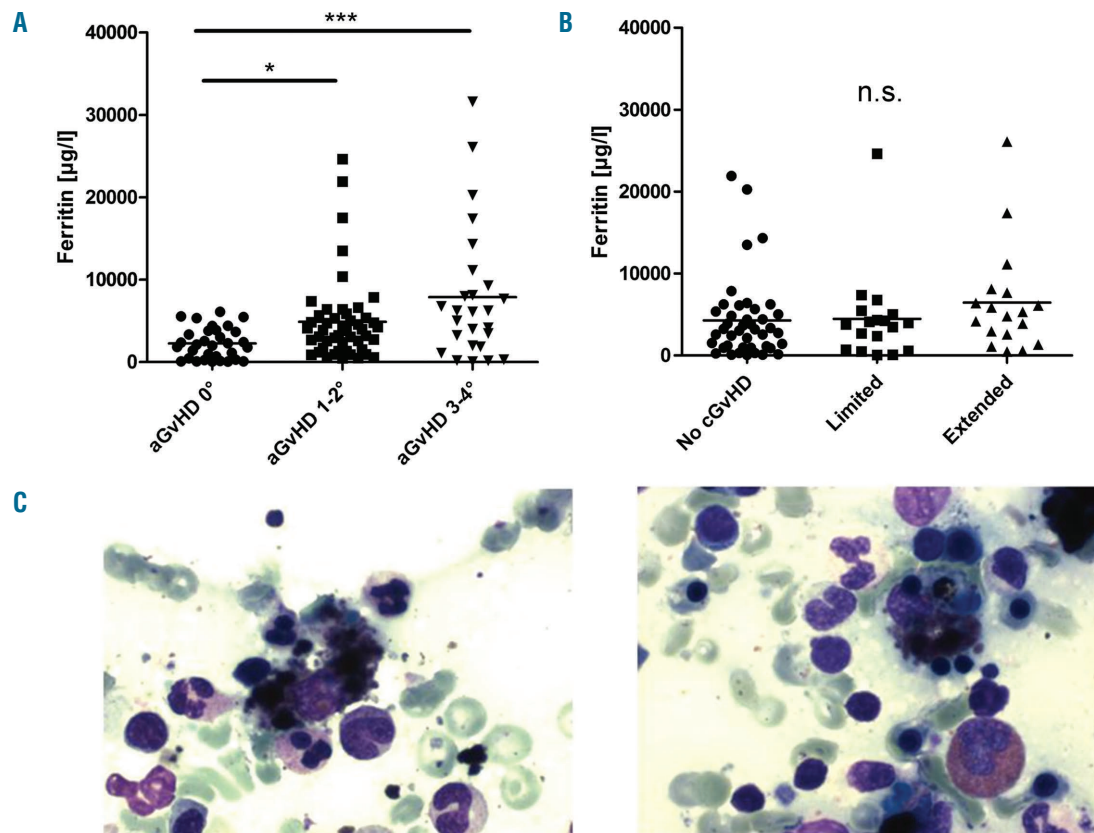 A
Ferritin [µg/l]
40000
30000
20000
10000
0
***
*
aGvHD 0°
aGvHD 1-2°
aGvHD 3-4°
B
Ferritin [µg/l]
40000
30000
20000
10000
0
n.s.
No cGvHD
Limited
Extended
C